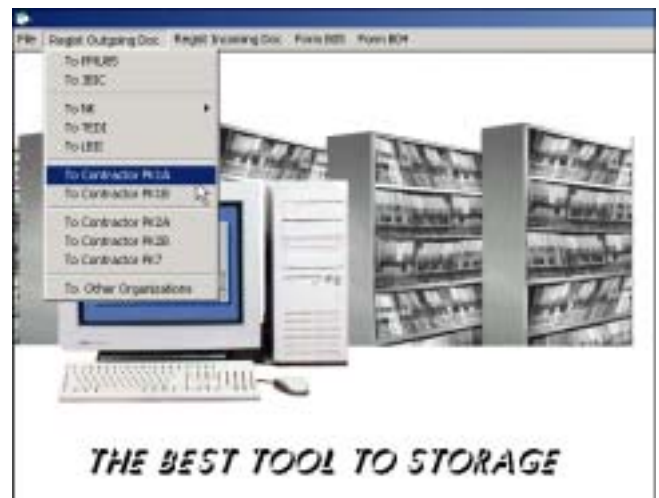 File Regist Outgoing Doc Regist Incoming Doc Form B05 Form B04
To PMU85
To JBIC
To NK
To TEDI
To
To Contractor PK1A
To Contractor PK1B
To Contractor PK2A
To Contractor PK2B
To Contractor PK7
To Other Organizations
THE BEST TOOL TO STORAGE